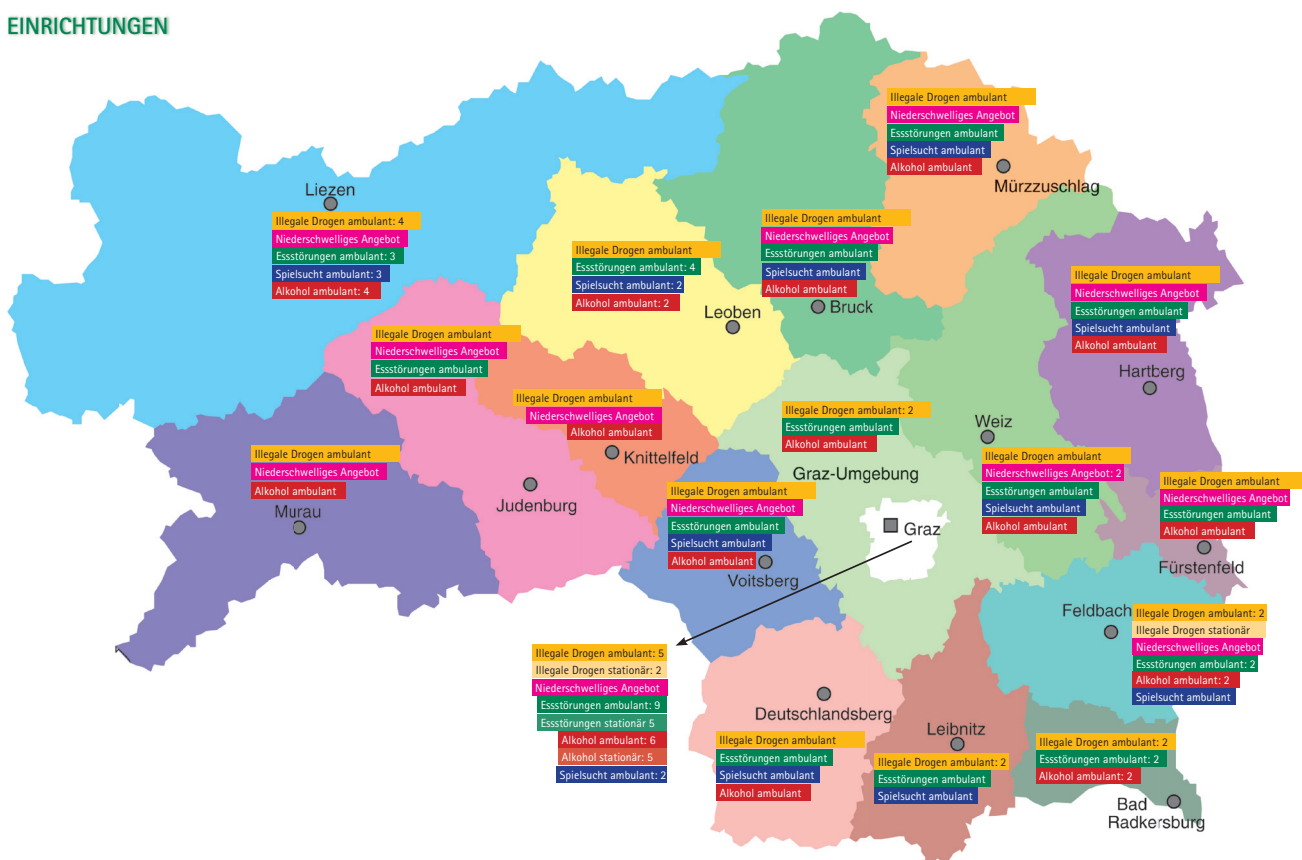 EINRICHTUNGEN
Illegale Drogen ambulant
Niederschwelliges Angebot
Essstörungen ambulant
Spielsucht ambulant
Alkohol ambulant
Mürzzuschlag
Liezen
Illegale Drogen ambulant: 4
Niederschwelliges Angebot
Essstörungen ambulant: 3
Spielsucht ambulant: 3
Alkohol ambulant: 4
Illegale Drogen ambulant
Essstörungen ambulant: 4
Spielsucht ambulant: 2
Alkohol ambulant: 2
Leoben
Illegale Drogen ambulant
Niederschwelliges Angebot
Essstörungen ambulant
Spielsucht ambulant
Alkohol ambulant
Bruck
Illegale Drogen ambulant
Niederschwelliges Angebot
Essstörungen ambulant
Spielsucht ambulant
Alkohol ambulant
Hartberg
Illegale Drogen ambulant
Niederschwelliges Angebot
Essstörungen ambulant
Alkohol ambulant
Judenburg
Illegale Drogen ambulant
Niederschwelliges Angebot
Alkohol ambulant
Knittelfeld
Illegale Drogen ambulant: 2
Essstörungen ambulant
Alkohol ambulant
Graz-Umgebung
Weiz
Illegale Drogen ambulant
Niederschwelliges Angebot: 2
Essstörungen ambulant
Spielsucht ambulant
Alkohol ambulant
Illegale Drogen ambulant
Niederschwelliges Angebot
Alkohol ambulant
Murau
Illegale Drogen ambulant
Niederschwelliges Angebot
Essstörungen ambulant
Spielsucht ambulant
Alkohol ambulant
Voitsberg
Graz
Illegale Drogen ambulant
Niederschwelliges Angebot
Essstörungen ambulant
Alkohol ambulant
Fürstenfeld
Feldbach
Illegale Drogen ambulant: 2
Illegale Drogen stationär
Niederschwelliges Angebot
Essstörungen ambulant: 2
Alkohol ambulant: 2
Spielsucht ambulant
Illegale Drogen ambulant: 5
Illegale Drogen stationär: 2
Niederschwelliges Angebot
Essstörungen ambulant: 9
Essstörungen stationär 5
Alkohol ambulant: 6
Alkohol stationär: 5
Spielsucht ambulant: 2
Deutschlandsberg
Illegale Drogen ambulant
Essstörungen ambulant
Spielsucht ambulant
Alkohol ambulant
Leibnitz
Illegale Drogen ambulant: 2
Essstörungen ambulant
Spielsucht ambulant
Illegale Drogen ambulant: 2
Essstörungen ambulant: 2
Alkohol ambulant: 2
Bad
Radkersburg